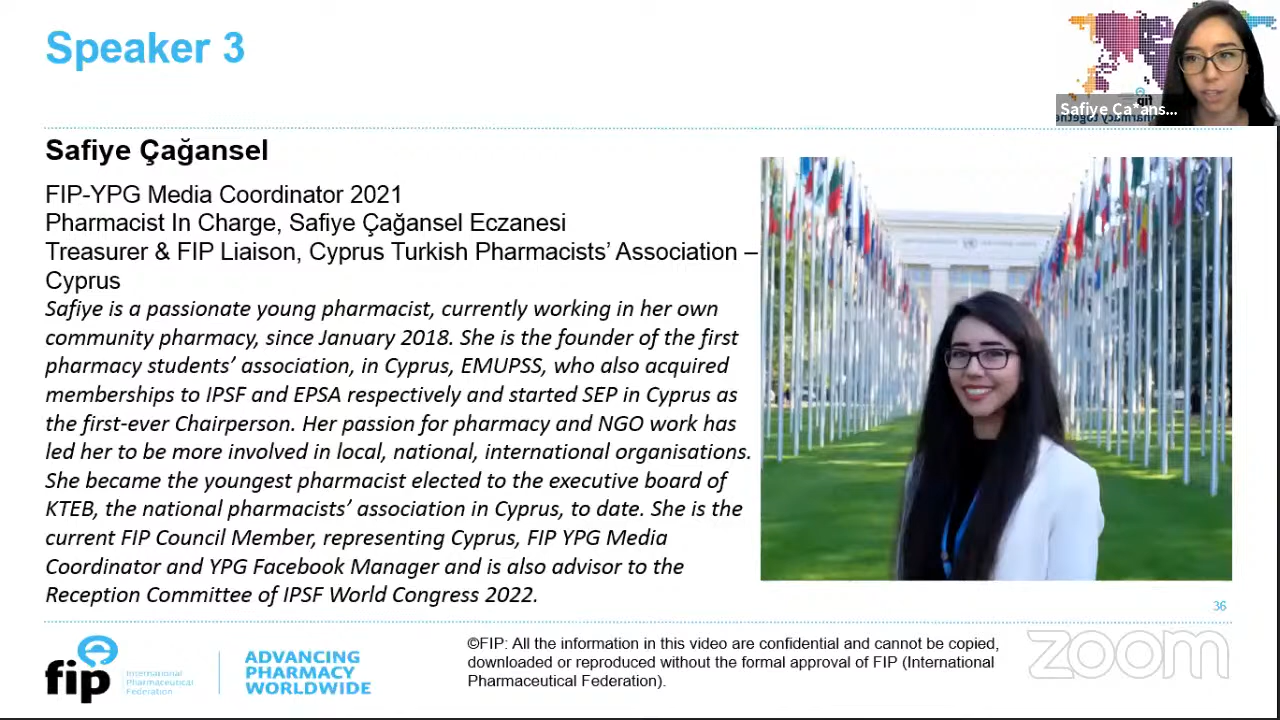 Speaker 3
Safiye Ca*ans...
fip
pharmacy together
Safiye Çağansel
FIP-YPG Media Coordinator 2021
Pharmacist In Charge, Safiye Çağansel Eczanesi
Treasurer & FIP Liaison, Cyprus Turkish Pharmacists’ Association –
Cyprus
Safiye is a passionate young pharmacist, currently working in her own
community pharmacy, since January 2018. She is the founder of the first
pharmacy students’ association, in Cyprus, EMUPSS, who also acquired
memberships to IPSF and EPSA respectively and started SEP in Cyprus as
the first-ever Chairperson. Her passion for pharmacy and NGO work has
led her to be more involved in local, national, international organisations.
She became the youngest pharmacist elected to the executive board of
KTEB, the national pharmacists’ association in Cyprus, to date. She is the
current FIP Council Member, representing Cyprus, FIP YPG Media
Coordinator and YPG Facebook Manager and is also advisor to the
Reception Committee of IPSF World Congress 2022.
36
fip
International
Pharmaceutical
Federation
ADVANCING
PHARMACY
WORLDWIDE
©FIP: All the information in this video are confidential and cannot be copied,
downloaded or reproduced without the formal approval of FIP (International
Pharmaceutical Federation).
zoom